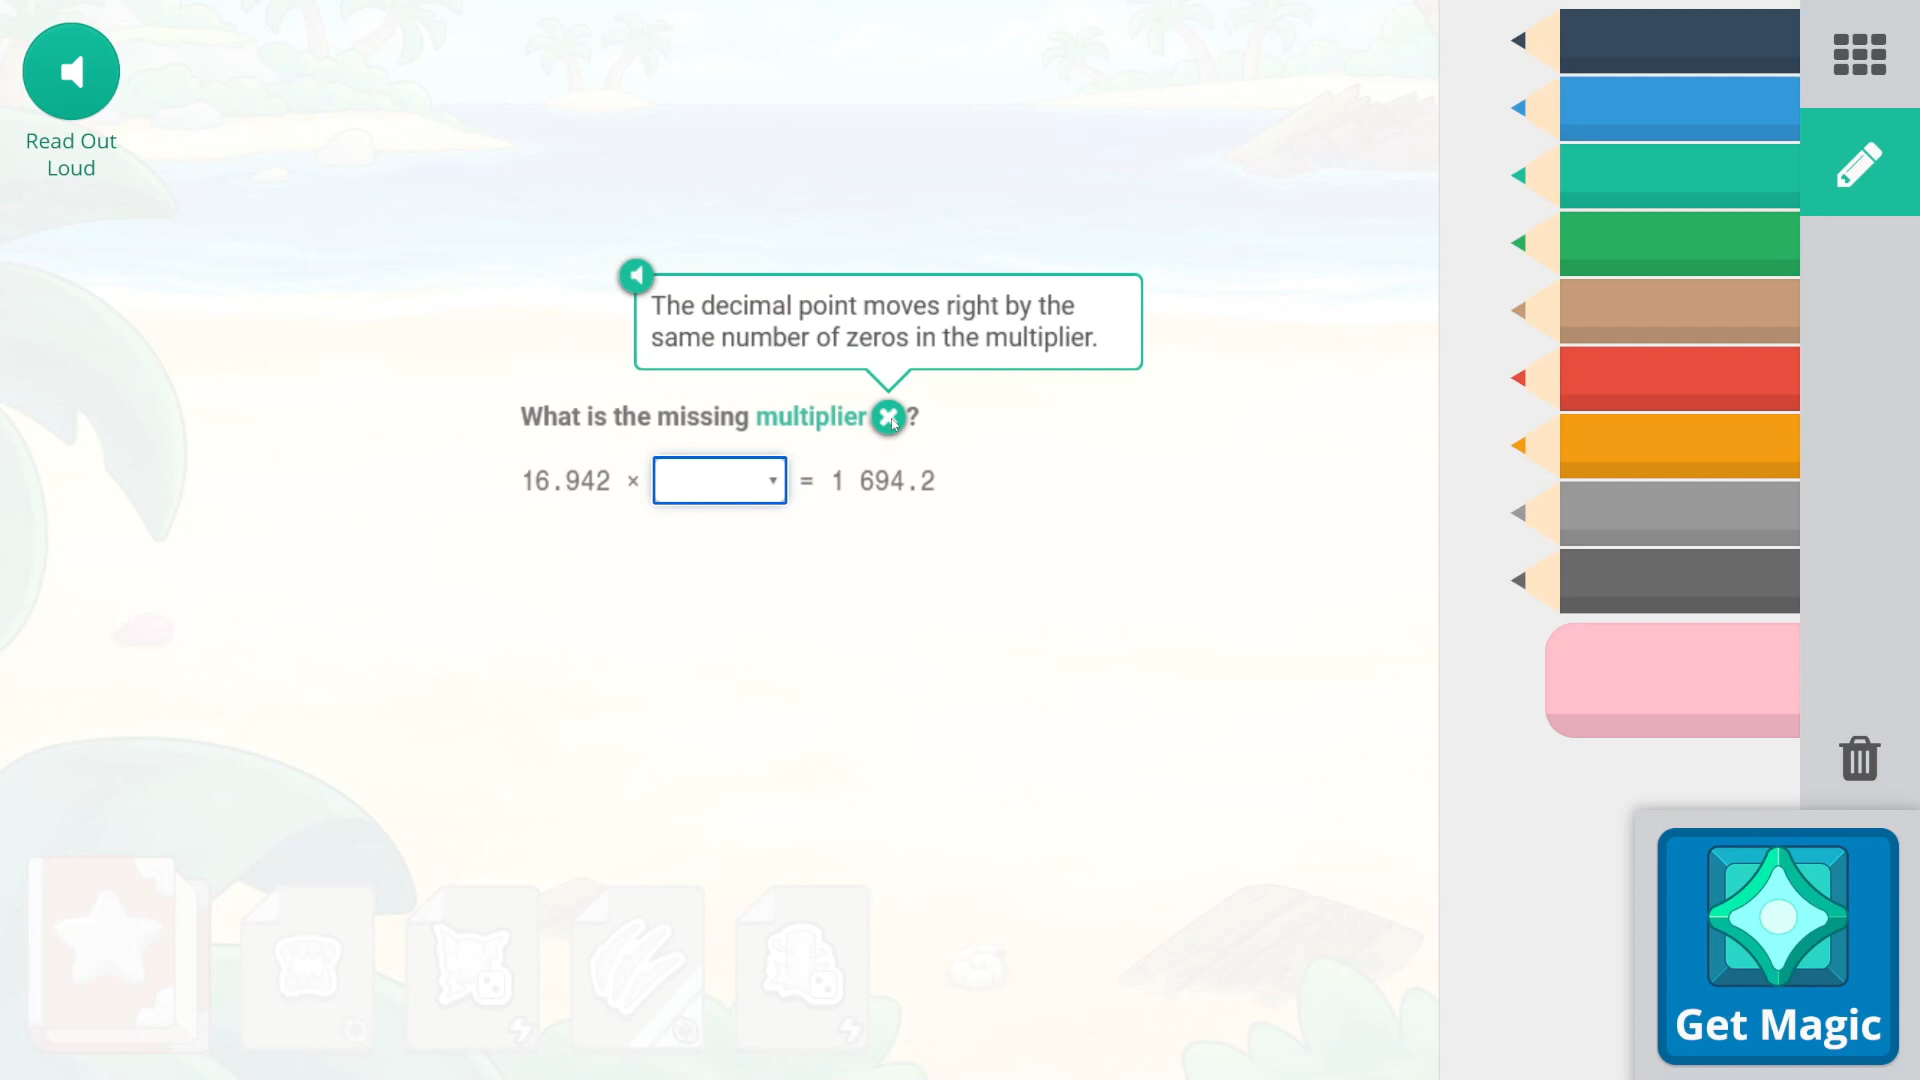 Read Out
Loud
The decimal point moves right by the
same number of zeros in the multiplier.
What is the missing multiplier ?
16.942 × = 1 694.2
Get Magic